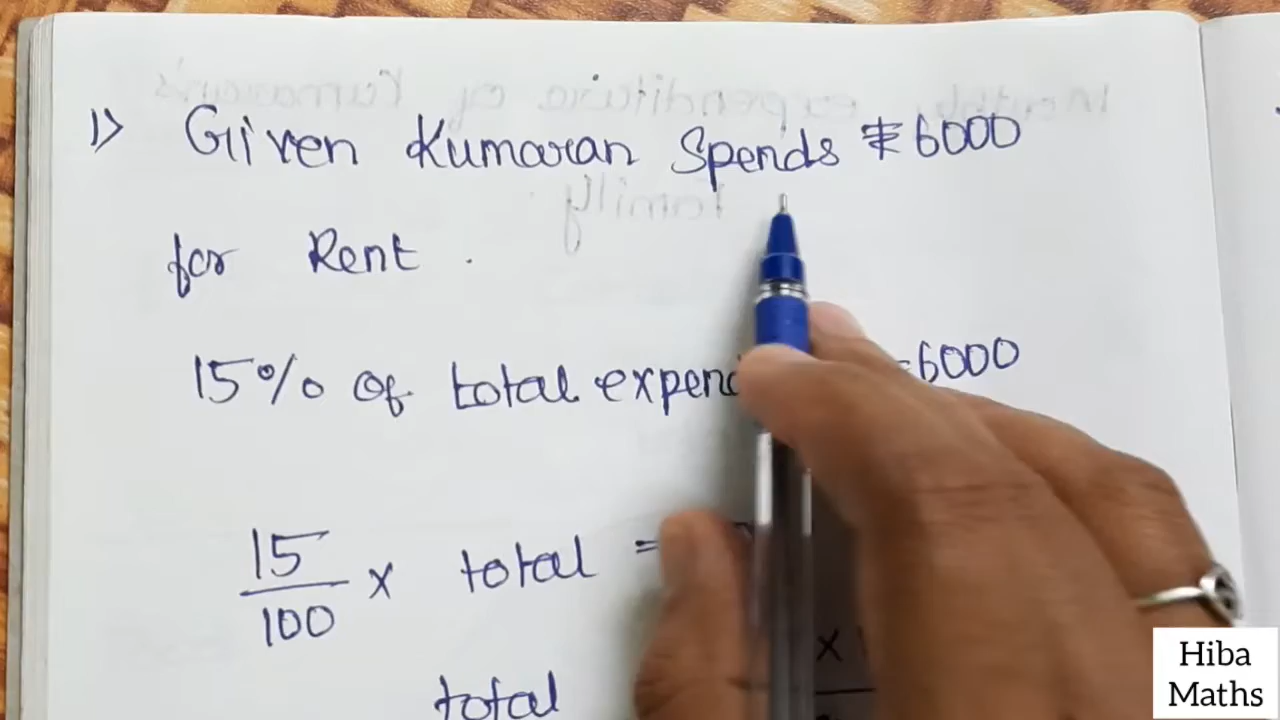 1) Given Kumaran Spends ₹6000
for Rent.
15% of total expend =6000
15
100
× total =
×
total
Hiba
Maths